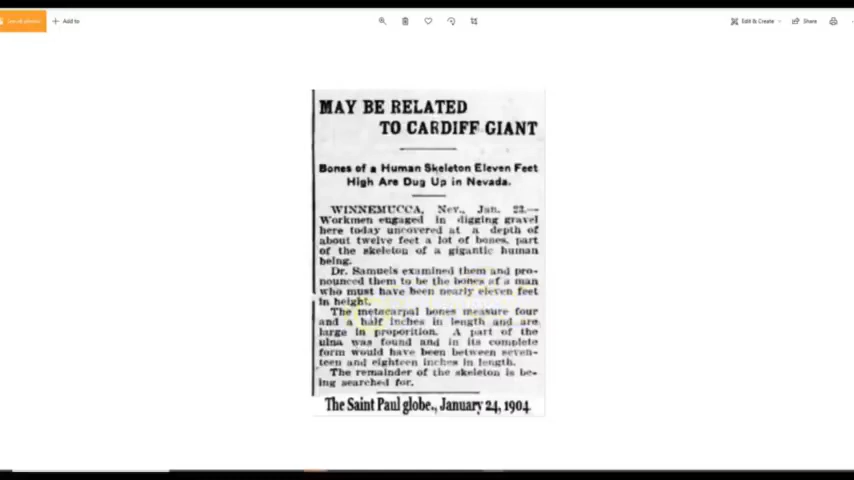 Add to
Edit & Create
Share
MAY BE RELATED
TO CARDIFF GIANT
Bones of a Human Skeleton Eleven Feet
High Are Dug Up in Nevada.
WINNEMUCCA, Nev., Jan. 23.—
Workmen engaged in digging gravel
here today uncovered at a depth of
about twelve feet a lot of bones, part
of the skeleton of a gigantic human
being.
Dr. Samuels examined them and pro-
nounced them to be the bones of a man
who must have been nearly eleven feet
in height.
The metacarpal bones measure four
and a half inches in length and are
large in proporition. A part of the
ulna was found and in its complete
form would have been between seven-
teen and eighteen inches in length.
The remainder of the skeleton is be-
ing searched for.
The Saint Paul globe., January 24, 1904